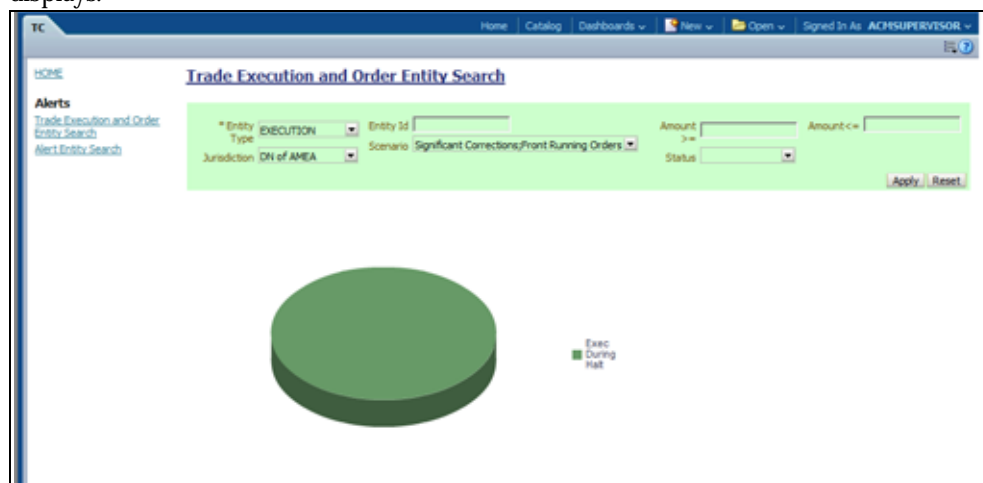 displays.
TC
Home Catalog Dashboards New Open Signed In As ACMSUPERVISOR
HOME
Trade Execution and Order Entity Search
Alerts
Trade Execution and Order
Entity Search
Alert Entity Search
* Entity
Type
EXECUTION
Entity Id
Amount
>=
Amount<=
Jurisdiction
DN of AMEA
Scenario
Significant Corrections;Front Running Orders
Status
Apply Reset
Exec
During
Halt